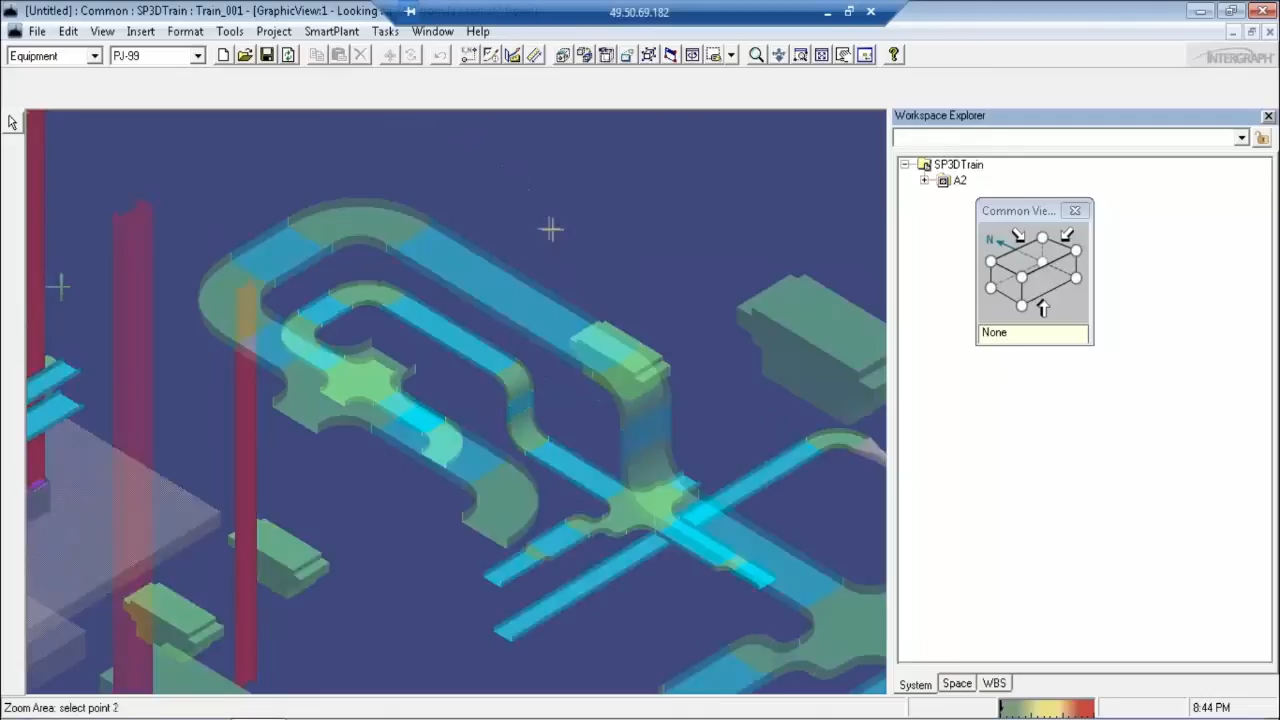 [Untitled] : Common : SP3DTrain : Train_001 - [GraphicView:1 - Looking
49.50.69.182
File Edit View Insert Format Tools Project SmartPlant Tasks Window Help
Equipment PJ-99
INTERGRAPH
Workspace Explorer
SP3DTrain
A2
Common Vie...
N
None
System Space WBS
Zoom Area: select point 2
8:44 PM